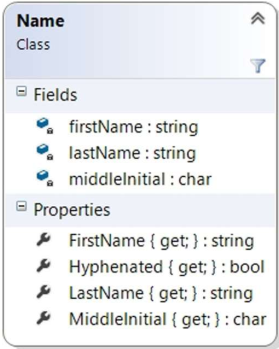 Name
Class
Fields
firstName : string
lastName : string
middleInitial : char
Properties
FirstName { get; } : string
Hyphenated { get; } : bool
LastName { get; } : string
MiddleInitial { get; } : char